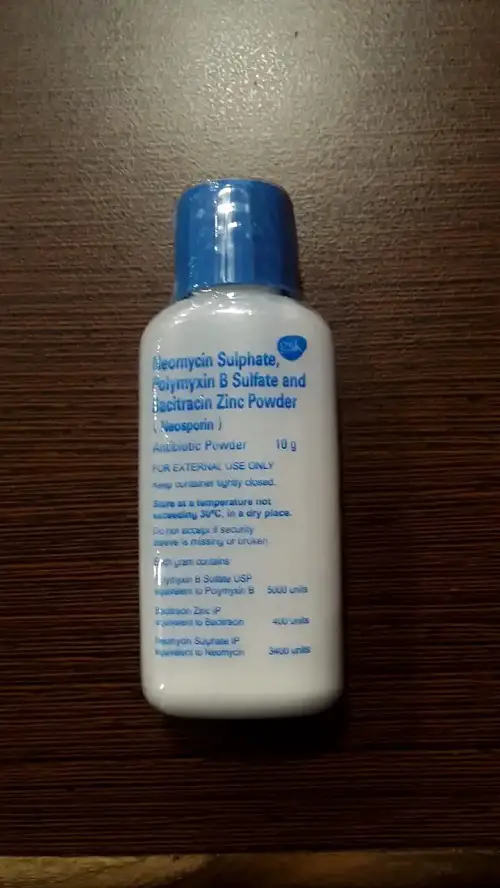 gsk
Neomycin Sulphate,
Polymyxin B Sulfate and
Bacitracin Zinc Powder
( Neosporin )
Antibiotic Powder 10 g
FOR EXTERNAL USE ONLY
Keep container tightly closed.
Store at a temperature not
exceeding 30°C, in a dry place.
Do not accept if security
sleeve is missing or broken
Each gram contains
Polymyxin B Sulfate USP
equivalent to Polymyxin B 5000 units
Bacitracin Zinc IP
equivalent to Bacitracin 400 units
Neomycin Sulphate IP
equivalent to Neomycin 3400 units